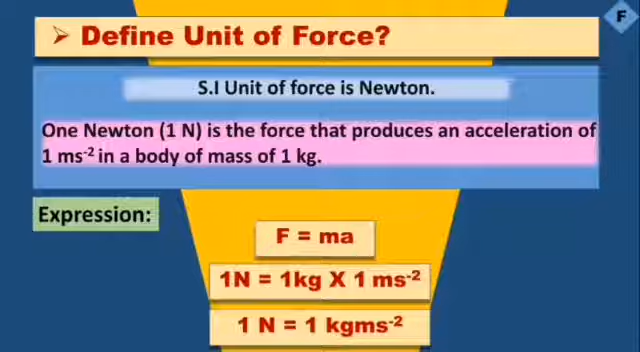 F
➤ Define Unit of Force?
S.I Unit of force is Newton.
One Newton (1 N) is the force that produces an acceleration of
1 ms⁻² in a body of mass of 1 kg.
Expression:
F = ma
1N = 1kg X 1 ms⁻²
1 N = 1 kgms⁻²